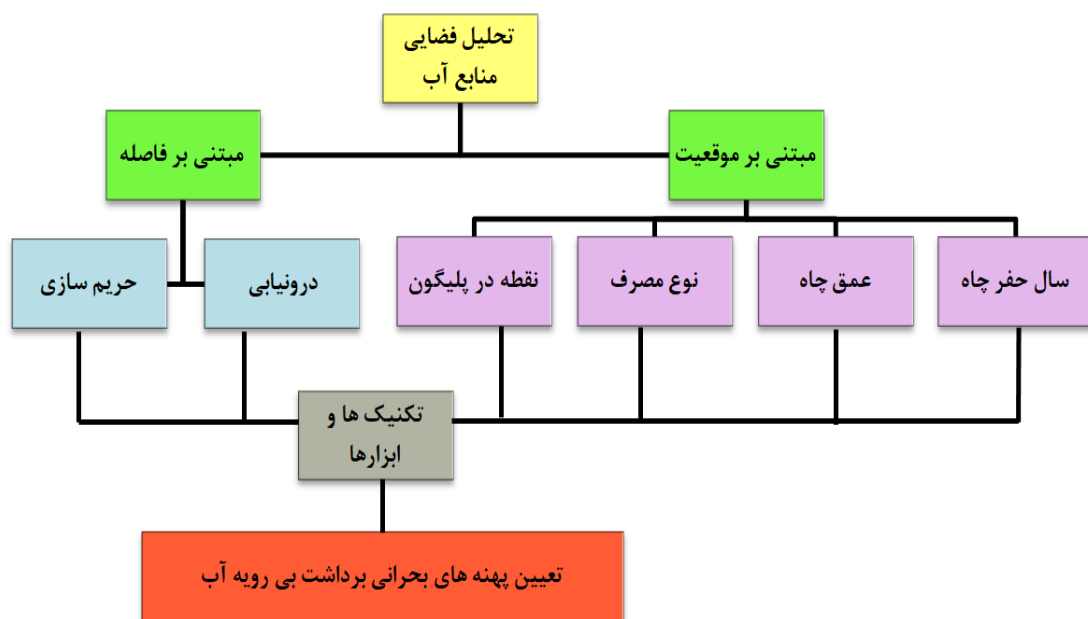 تحلیل فضایی
منابع آب
مبتنی بر موقعیت
مبتنی بر فاصله
سال حفر چاه
عمق چاه
نوع مصرف
نقطه در پلیگون
درونیابی
حریم سازی
تکنیک ها و
ابزارها
تعیین پهنه های بحرانی برداشت بی رویه آب